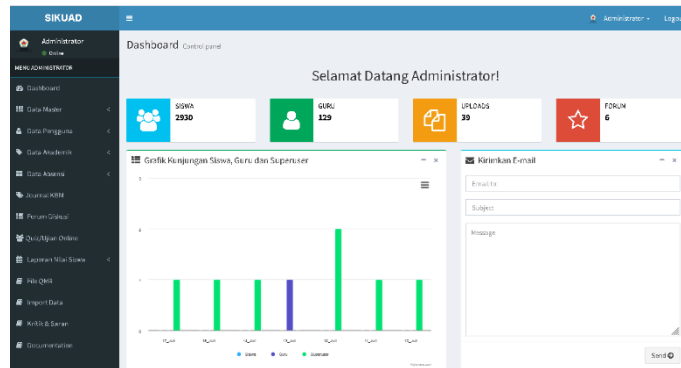 SIKUAD
Administrator
Logou
Administrator
Online
MENU ADMINISTRATOR
Dashboard
Data Master
Data Pengguna
Data Akademik
Data Absensi
Journal KBM
Forum Diskusi
Quiz/Ujian Online
Laporan Nilai Siswa
File QMR
Import Data
Kritik & Saran
Documentation
Dashboard Control panel
Selamat Datang Administrator!
SISWA
2930
GURU
129
UPLOADS
39
FORUM
6
Grafik Kunjungan Siswa, Guru dan Superuser
Siswa Guru Superuser
Kirimkan E-mail
Email to:
Subject
Message
Send